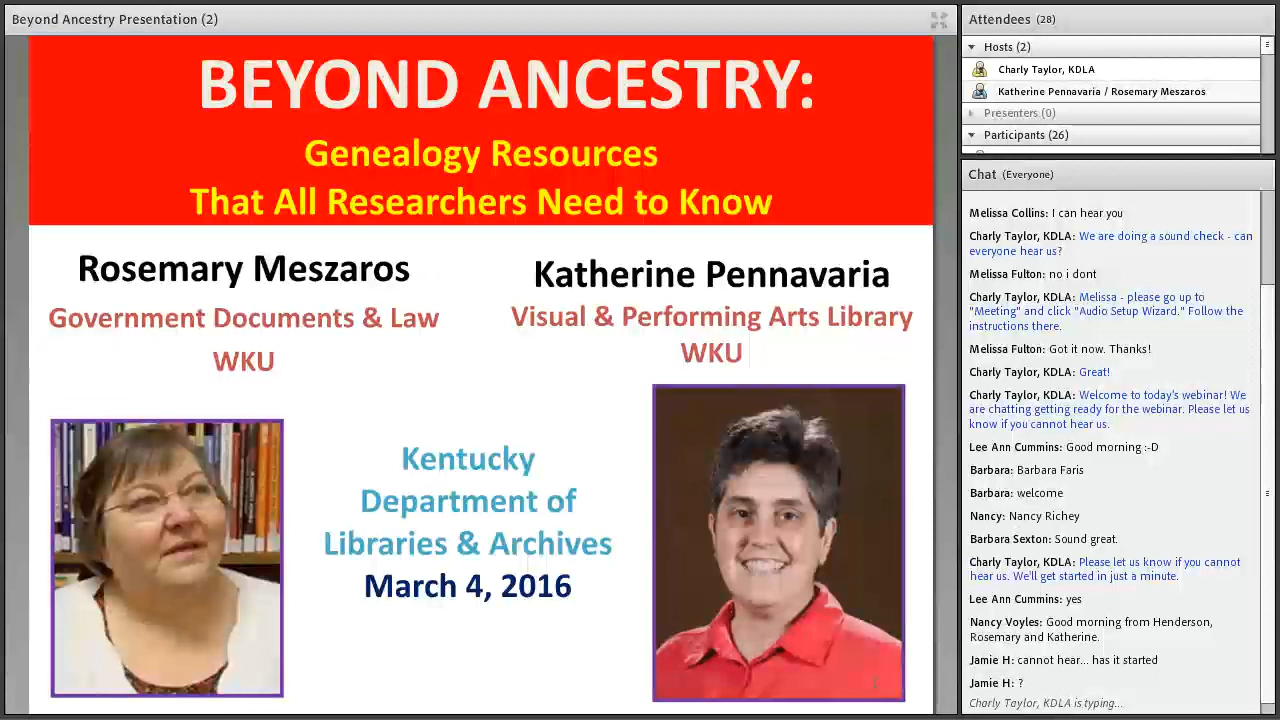 Beyond Ancestry Presentation (2)
BEYOND ANCESTRY:
Genealogy Resources
That All Researchers Need to Know
Rosemary Meszaros
Government Documents & Law
WKU
Katherine Pennavaria
Visual & Performing Arts Library
WKU
Kentucky
Department of
Libraries & Archives
March 4, 2016
Attendees (28)
Hosts (2)
Charly Taylor, KDLA
Katherine Pennavaria / Rosemary Meszaros
Presenters (0)
Participants (26)
Chat (Everyone)
Melissa Collins: I can hear you
Charly Taylor, KDLA: We are doing a sound check - can
everyone hear us?
Melissa Fulton: no i dont
Charly Taylor, KDLA: Melissa - please go up to
"Meeting" and click "Audio Setup Wizard." Follow the
instructions there.
Melissa Fulton: Got it now. Thanks!
Charly Taylor, KDLA: Great!
Charly Taylor, KDLA: Welcome to today's webinar! We
are chatting getting ready for the webinar. Please let us
know if you cannot hear us.
Lee Ann Cummins: Good morning :-D
Barbara: Barbara Faris
Barbara: welcome
Nancy: Nancy Richey
Barbara Sexton: Sound great.
Charly Taylor, KDLA: Please let us know if you cannot
hear us. We'll get started in just a minute.
Lee Ann Cummins: yes
Nancy Voyles: Good morning from Henderson,
Rosemary and Katherine.
Jamie H: cannot hear... has it started
Jamie H: ?
Charly Taylor, KDLA is typing...